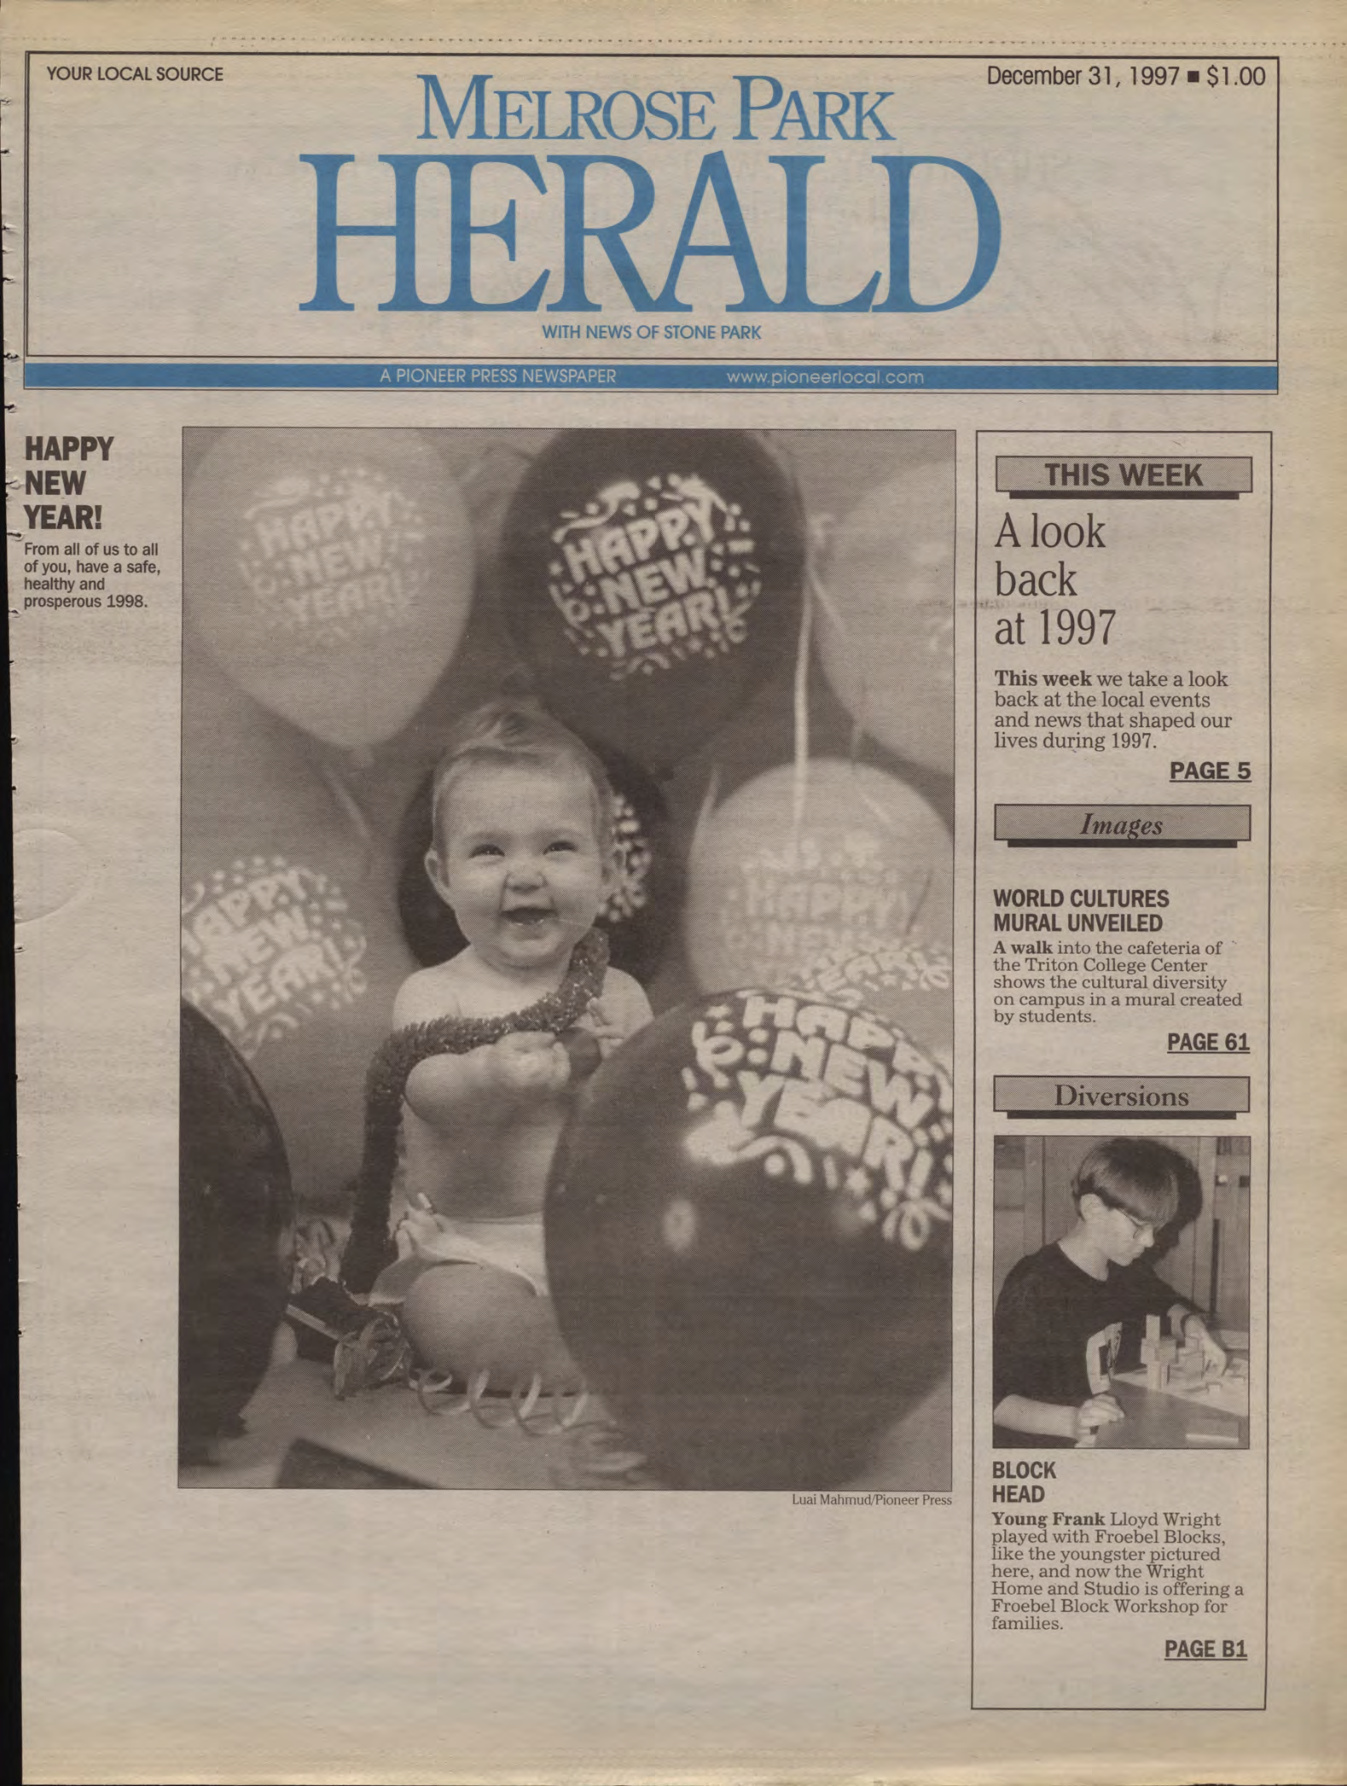 YOUR LOCAL SOURCE
December 31, 1997 ■ $1.00
MELROSE PARK
HERALD
WITH NEWS OF STONE PARK
A PIONEER PRESS NEWSPAPER
www.pioneerlocal.com
HAPPY
NEW
YEAR!
From all of us to all
of you, have a safe,
healthy and
prosperous 1998.
HAPPY
NEW
YEAR!
HAPPY
NEW
YEAR!
HAPPY
NEW
YEAR!
HAPPY
NEW
YEAR!
HAPPY
NEW
YEAR!
Luai Mahmud/Pioneer Press
THIS WEEK
A look
back
at 1997
This week we take a look
back at the local events
and news that shaped our
lives during 1997.
PAGE 5
Images
WORLD CULTURES
MURAL UNVEILED
A walk into the cafeteria of
the Triton College Center
shows the cultural diversity
on campus in a mural created
by students.
PAGE 61
Diversions
BLOCK
HEAD
Young Frank Lloyd Wright
played with Froebel Blocks,
like the youngster pictured
here, and now the Wright
Home and Studio is offering a
Froebel Block Workshop for
families.
PAGE B1